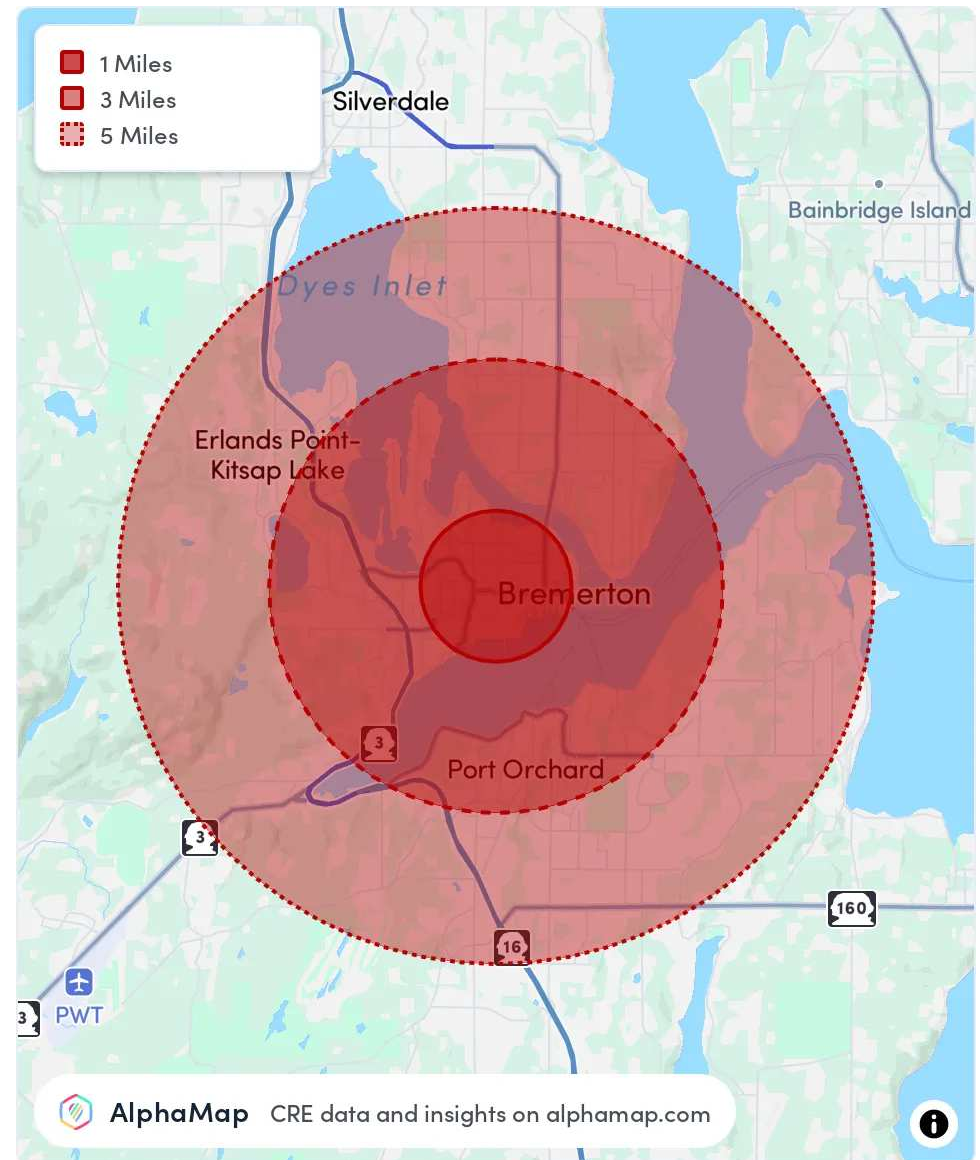 1 Miles
3 Miles
5 Miles
Silverdale
Bainbridge Island
Dyes Inlet
Erlands Point-
Kitsap Lake
Bremerton
3
Port Orchard
3
160
16
PWT
3
AlphaMap CRE data and insights on alphamap.com